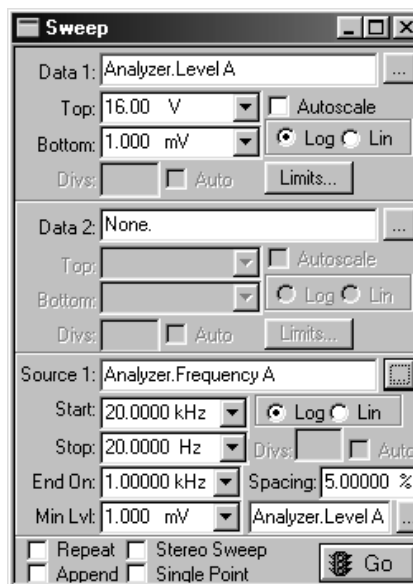 Sweep
Data 1: Analyzer.Level A ...
Top: 16.00 V Autoscale
Bottom: 1.000 mV Log Lin
Divs: Auto Limits...
Data 2: None. ...
Top: Autoscale
Bottom: Log Lin
Divs: Auto Limits...
Source 1: Analyzer.Frequency A ...
Start: 20.0000 kHz Log Lin
Stop: 20.0000 Hz Divs: Auto
End On: 1.00000 kHz Spacing: 5.00000 %
Min Lvl: 1.000 mV Analyzer.Level A ...
Repeat Stereo Sweep
Append Single Point Go